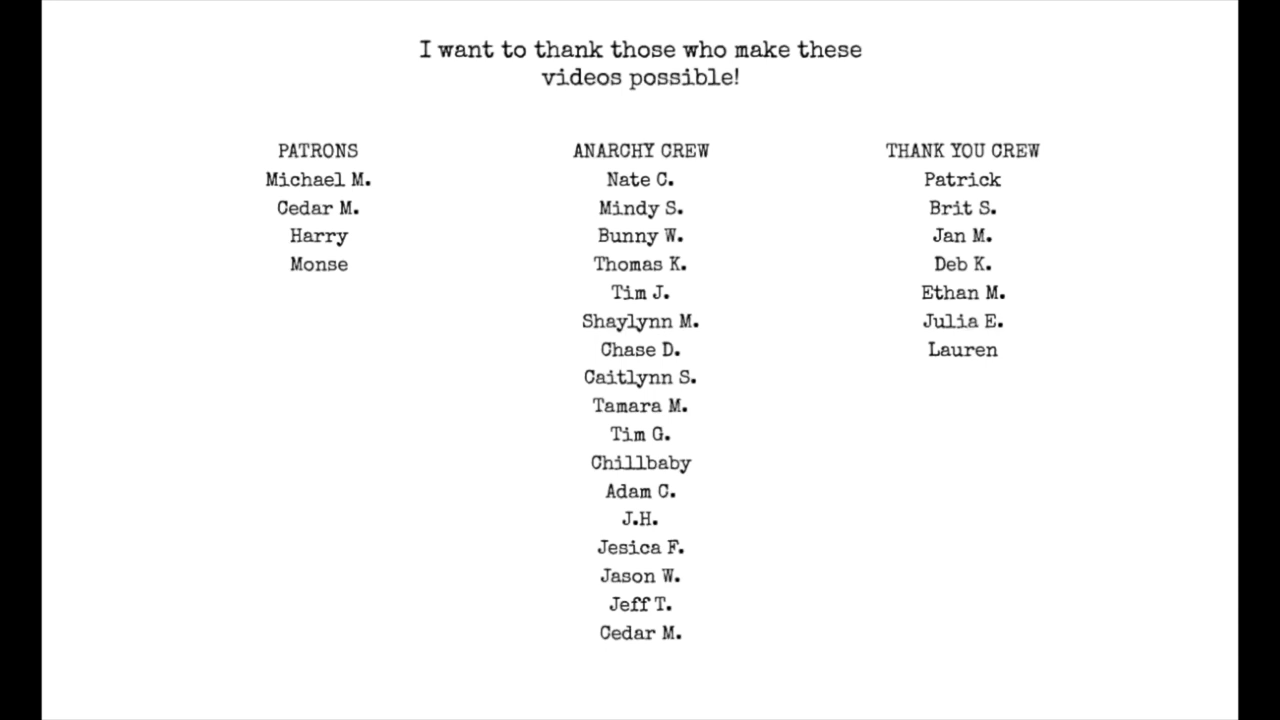 I want to thank those who make these
videos possible!
PATRONS
Michael M.
Cedar M.
Harry
Monse
ANARCHY CREW
Nate C.
Mindy S.
Bunny W.
Thomas K.
Tim J.
Shaylynn M.
Chase D.
Caitlynn S.
Tamara M.
Tim G.
Chillbaby
Adam C.
J.H.
Jesica F.
Jason W.
Jeff T.
Cedar M.
THANK YOU CREW
Patrick
Brit S.
Jan M.
Deb K.
Ethan M.
Julia E.
Lauren